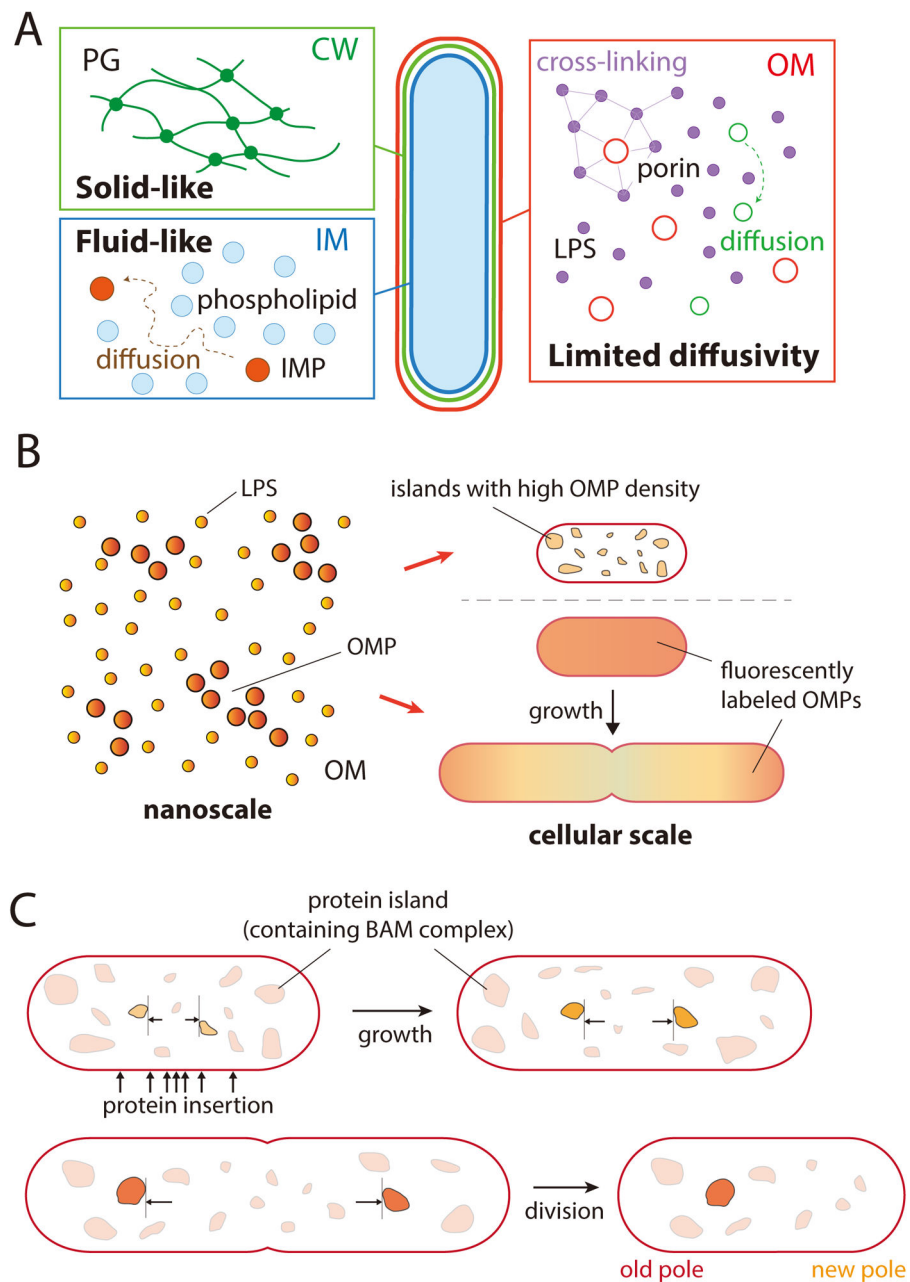 A
PG
CW
Solid-like
Fluid-like
IM
phospholipid
diffusion
IMP
cross-linking
OM
porin
LPS
diffusion
Limited diffusivity
B
LPS
OMP
OM
nanoscale
islands with high OMP density
fluorescently
labeled OMPs
growth
cellular scale
C
protein island
(containing BAM complex)
growth
protein insertion
division
old pole
new pole